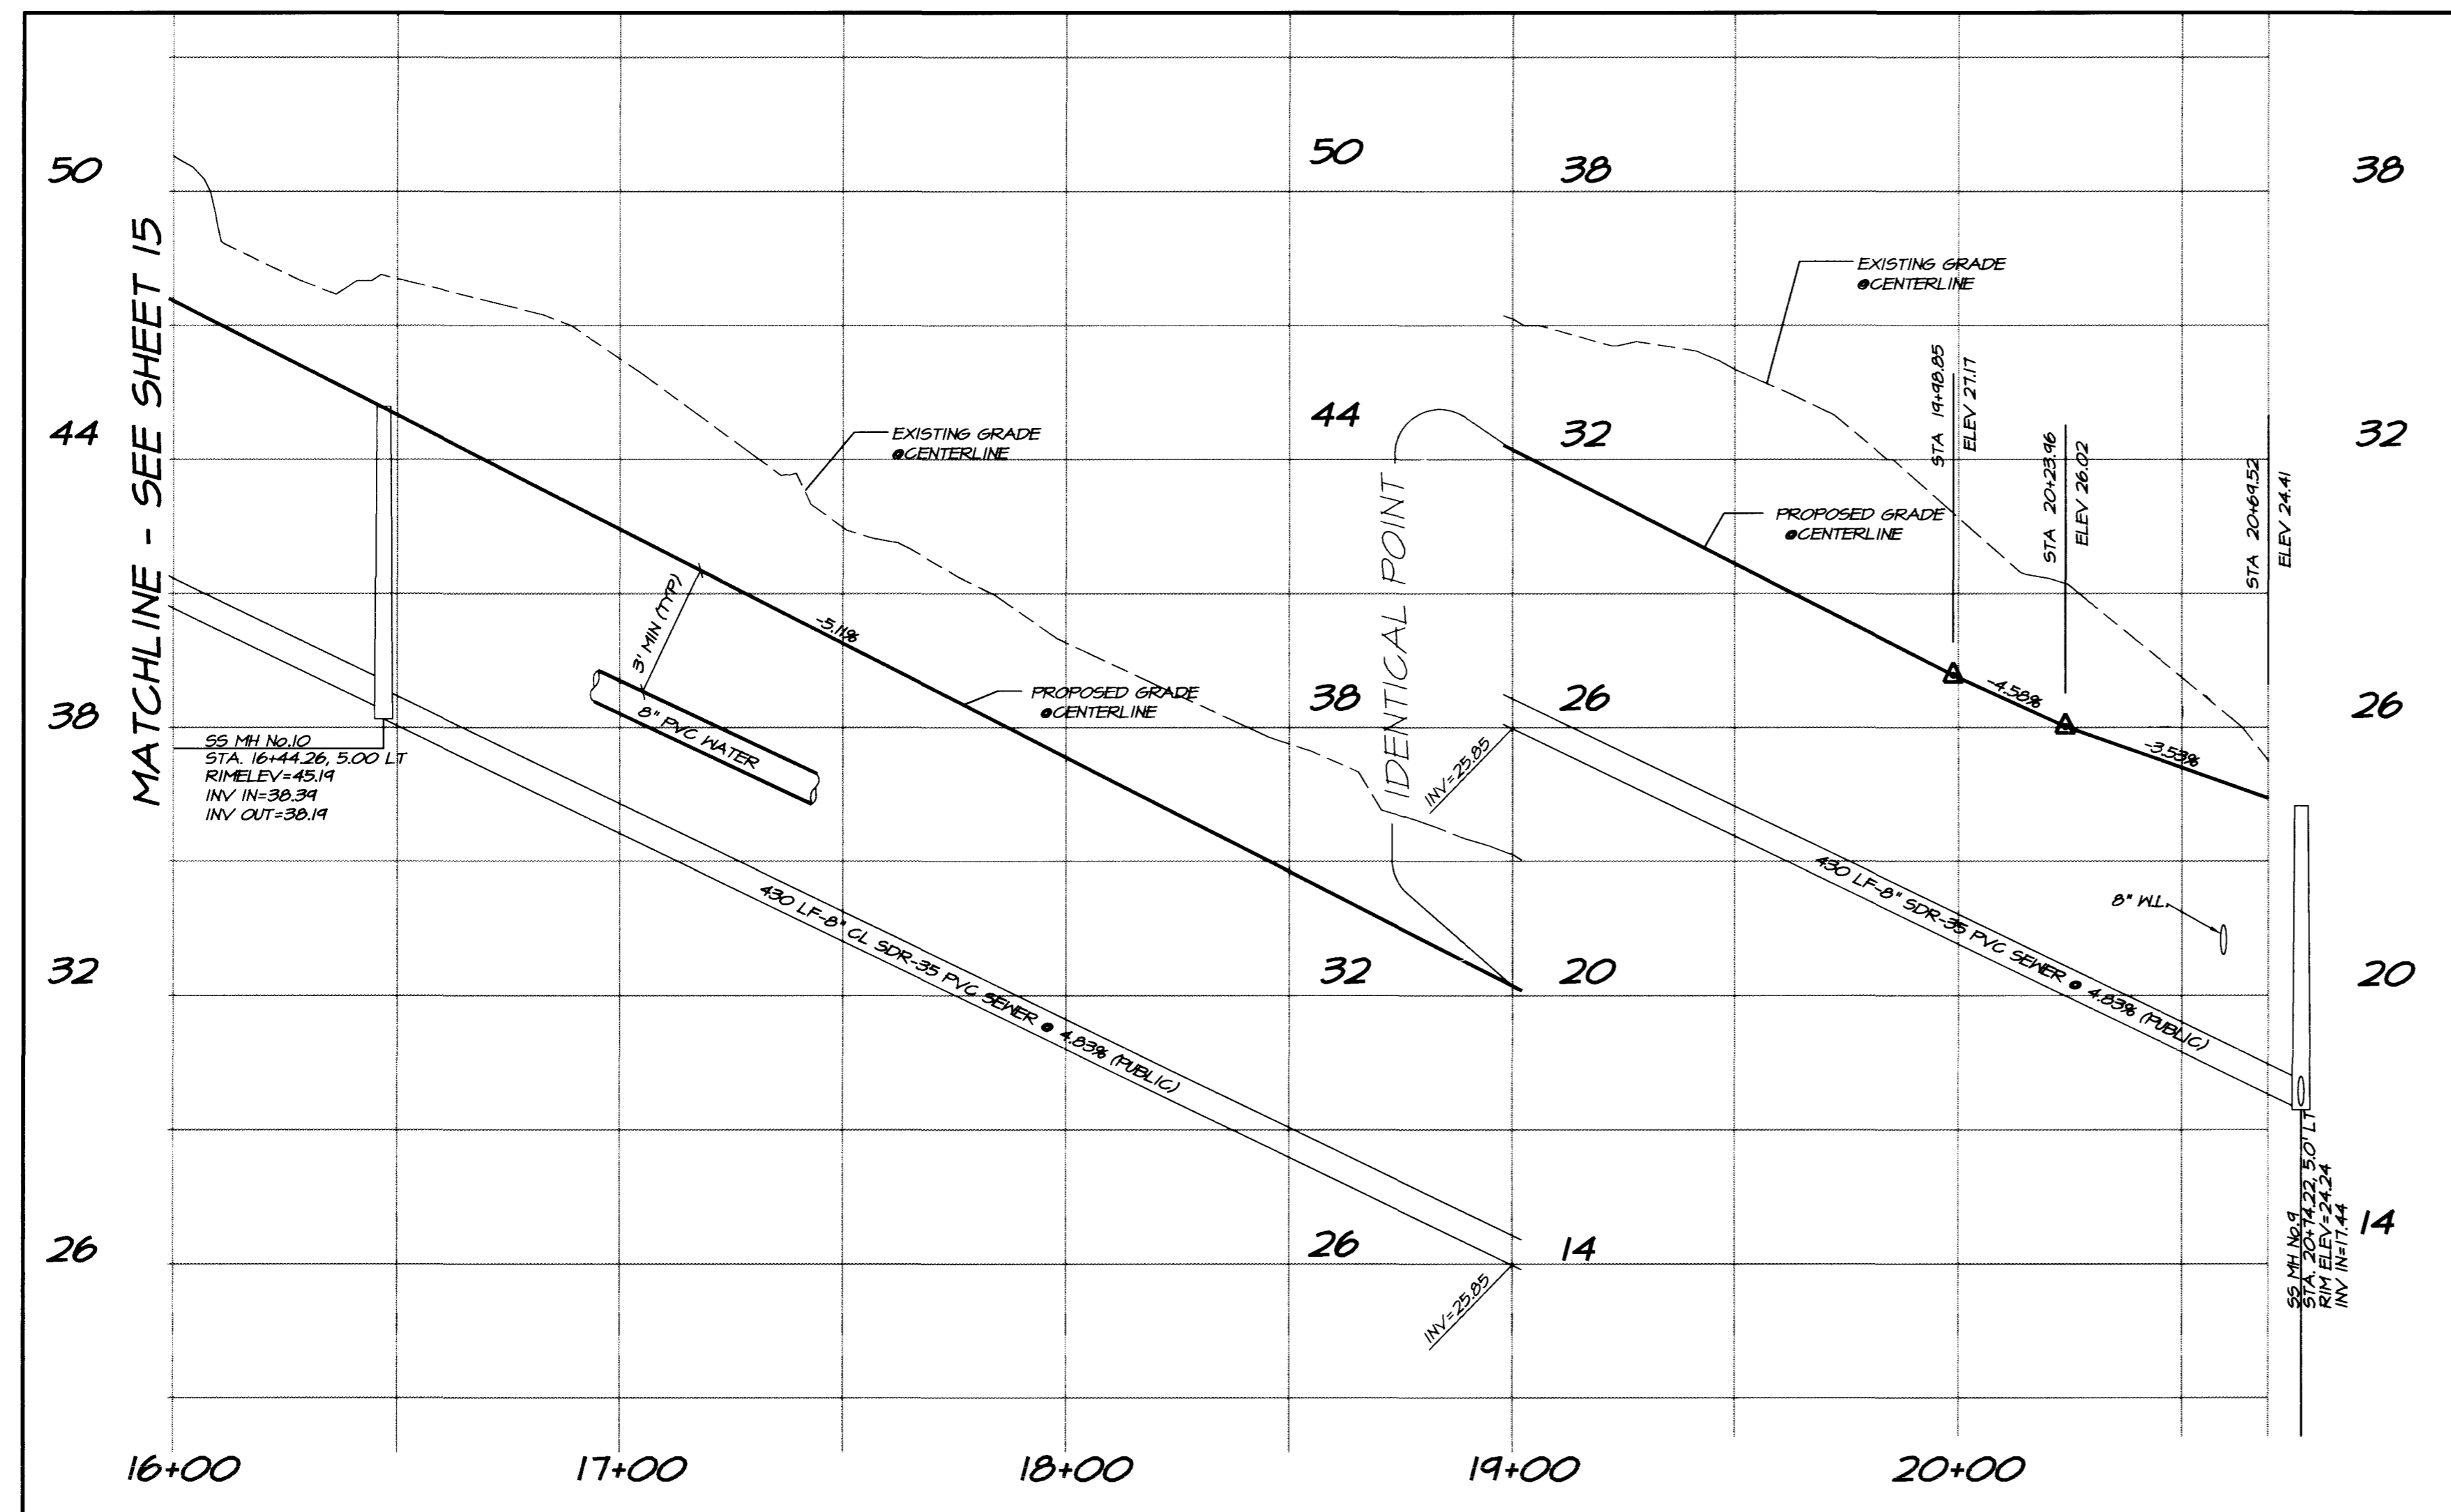 50
44
38
32
26
MATCHLINE - SEE SHEET 15
EXISTING GRADE
@CENTERLINE
3' MIN (TYP)
-5.11%
8" PVC WATER
PROPOSED GRADE
@CENTERLINE
SS MH No.10
STA. 16+44.26, 5.00 LT
RIMELEV=45.19
INV IN=38.39
INV OUT=38.19
430 LF-8" CL SDR-35 PVC SEWER @ 4.83% (PUBLIC)
INV=25.85
50
44
38
32
26
IDENTICAL POINT
38
32
26
20
14
EXISTING GRADE
@CENTERLINE
PROPOSED GRADE
@CENTERLINE
STA 19+98.85
ELEV 27.17
STA 20+23.96
ELEV 26.02
STA 20+69.52
ELEV 24.41
-4.58%
-3.53%
INV=25.85
430 LF-8" SDR-35 PVC SEWER @ 4.83% (PUBLIC)
8" W.L.
SS MH No.9
STA. 20+74.22, 5.0' LT
RIM ELEV=24.24
INV IN=17.44
38
32
26
20
14
16+00
17+00
18+00
19+00
20+00